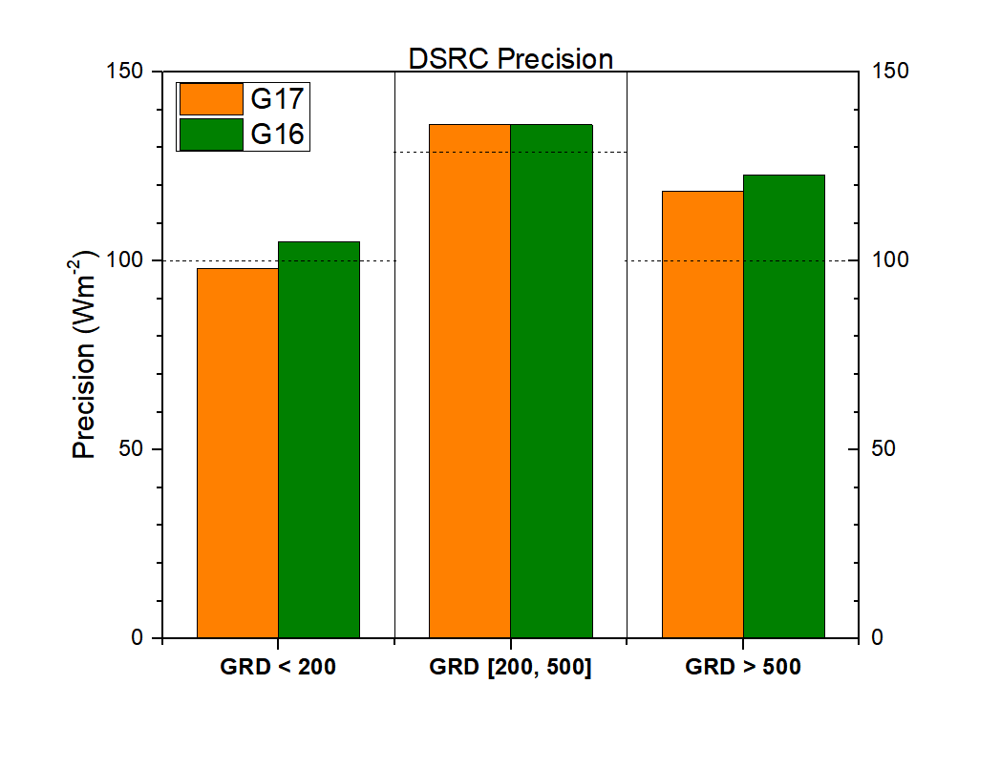 DSRC Precision
G17
G16
Precision (Wm-2)
150
100
50
0
150
100
50
0
GRD < 200
GRD [200, 500]
GRD > 500